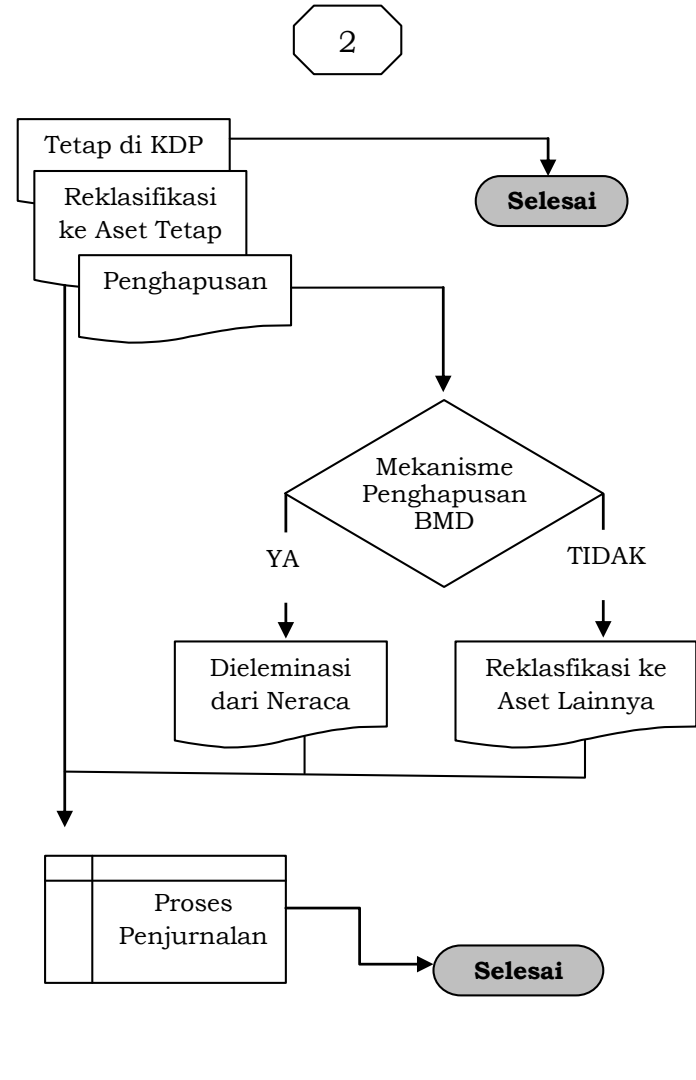 2
Tetap di KDP
Selesai
Reklasifikasi
ke Aset Tetap
Penghapusan
Mekanisme
Penghapusan
BMD
YA
TIDAK
Dieleminasi
dari Neraca
Reklasfikasi ke
Aset Lainnya
Proses
Penjurnalan
Selesai